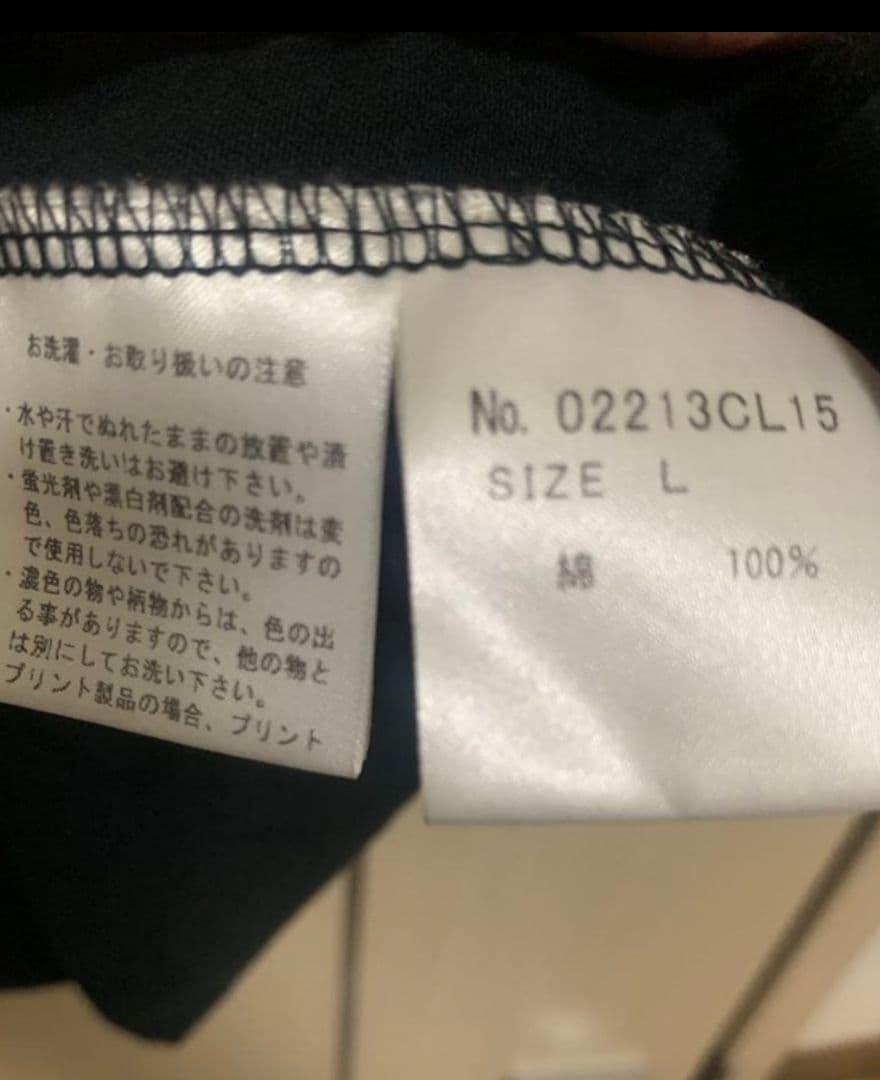 お洗濯・お取り扱いの注意
・水や汗でぬれたままの放置や漬
け置き洗いはお避け下さい。
・蛍光剤や漂白剤配合の洗剤は変
色、色落ちの恐れがありますの
で使用しないで下さい。
・濃色の物や柄物からは、色の出
る事がありますので、他の物と
は別にしてお洗い下さい。
プリント製品の場合、プリント
No. 02213CL15
SIZE L
綿 100%